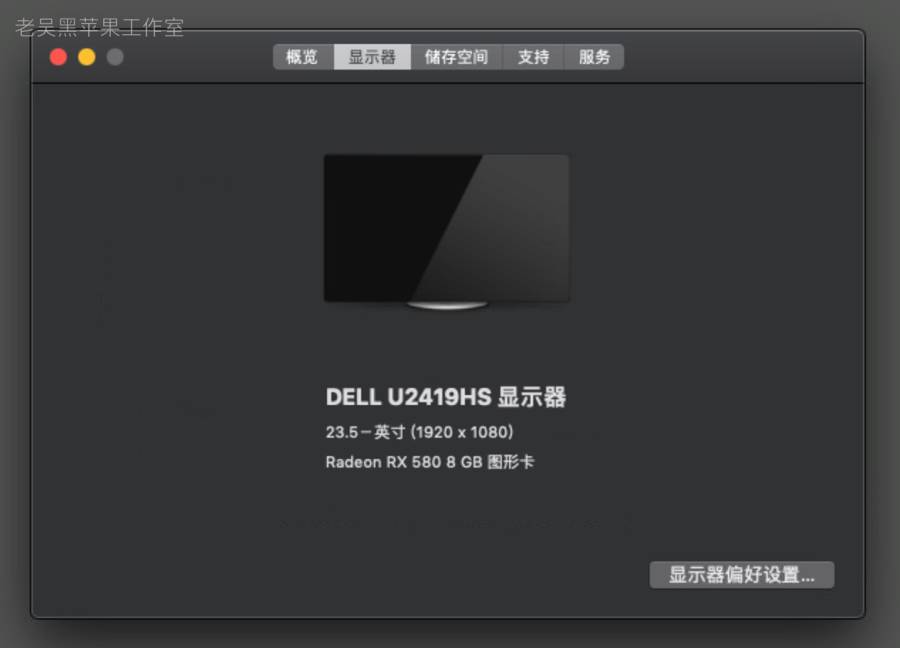 老吴黑苹果工作室
概览 显示器 储存空间 支持 服务
DELL U2419HS 显示器
23.5-英寸 (1920 x 1080)
Radeon RX 580 8 GB 图形卡
显示器偏好设置...